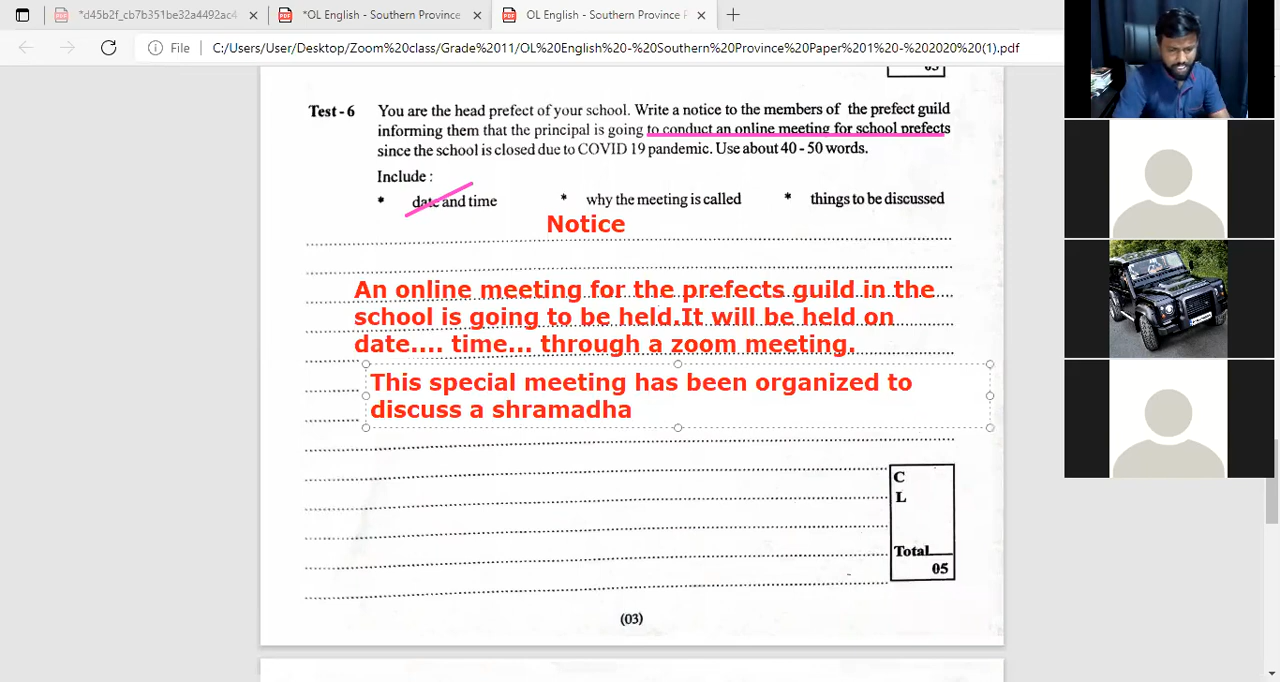 *d45b2f_cb7b351be32a4492ac4
*OL English - Southern Province
OL English - Southern Province
File
C:/Users/User/Desktop/Zoom%20class/Grade%2011/OL%20English%20-%20Southern%20Province%20Paper%201%20-%202020%20(1).pdf
Test - 6 You are the head prefect of your school. Write a notice to the members of the prefect guild
informing them that the principal is going to conduct an online meeting for school prefects
since the school is closed due to COVID 19 pandemic. Use about 40 - 50 words.
Include :
* date and time * why the meeting is called * things to be discussed
Notice
An online meeting for the prefects guild in the
school is going to be held.It will be held on
date.... time... through a zoom meeting.
This special meeting has been organized to
discuss a shramadha
C
L
Total
05
(03)